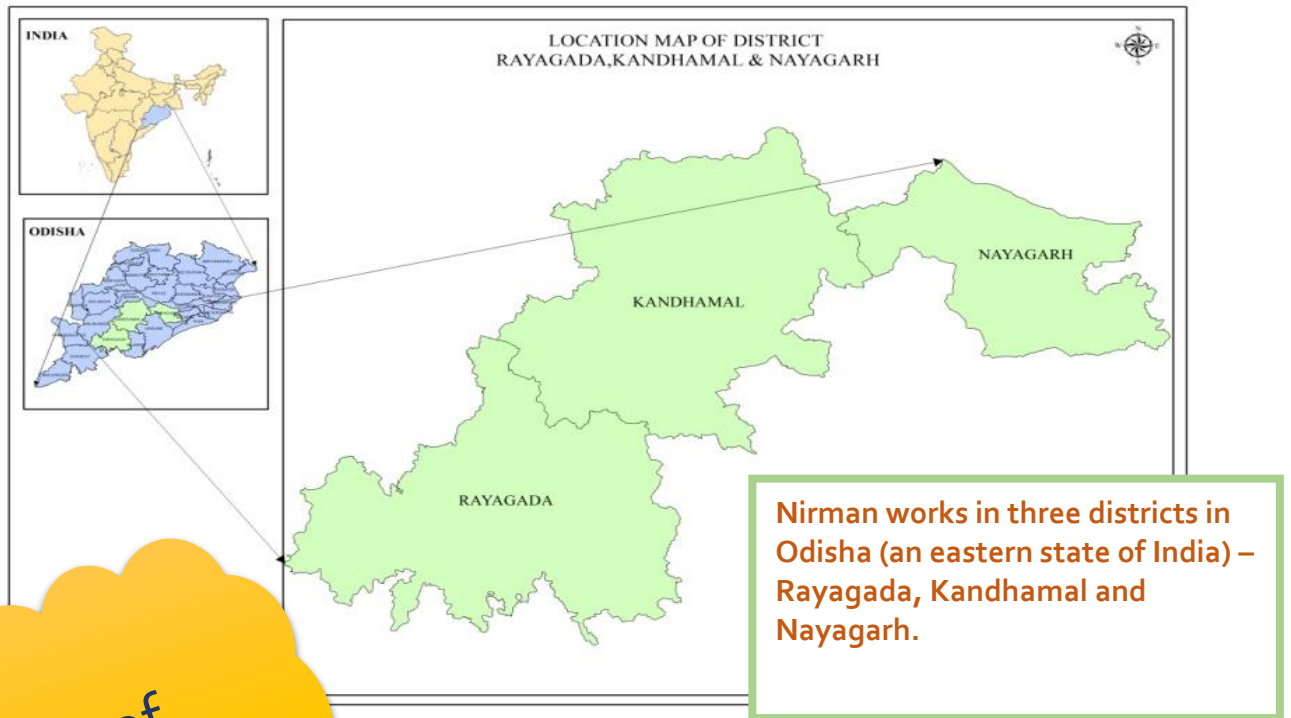 INDIA
LOCATION MAP OF DISTRICT
RAYAGADA,KANDHAMAL & NAYAGARH
N
W
E
S
ODISHA
NAYAGARH
KANDHAMAL
RAYAGADA
Nirman works in three districts in
Odisha (an eastern state of India) –
Rayagada, Kandhamal and
Nayagarh.
of